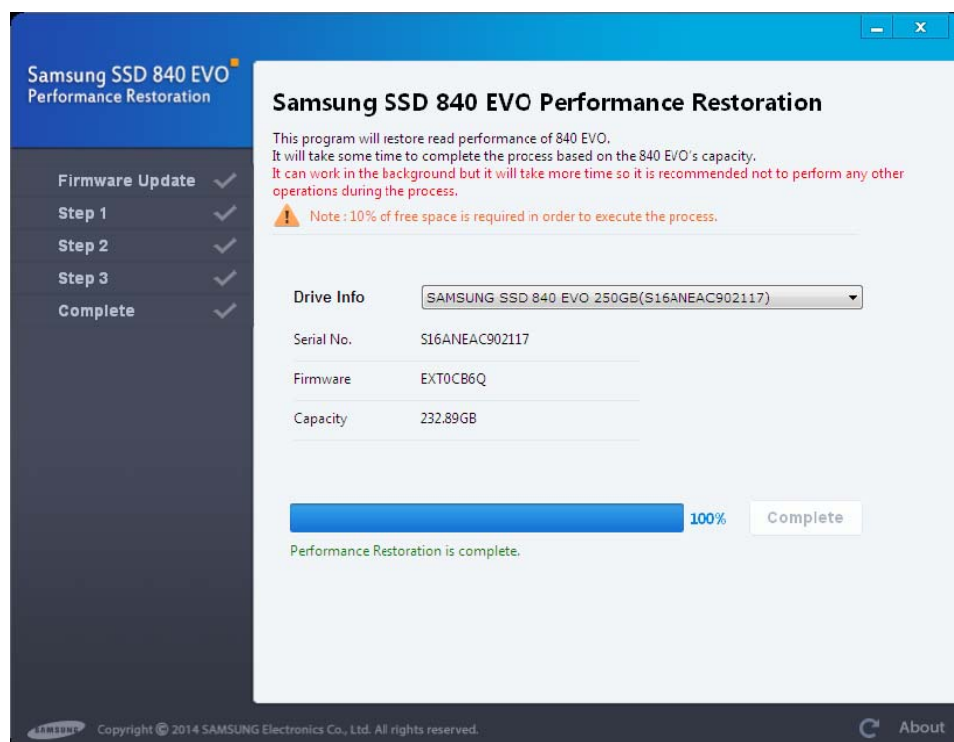 Samsung SSD 840 EVO
Performance Restoration
Firmware Update
Step 1
Step 2
Step 3
Complete
Samsung SSD 840 EVO Performance Restoration
This program will restore read performance of 840 EVO.
It will take some time to complete the process based on the 840 EVO's capacity.
It can work in the background but it will take more time so it is recommended not to perform any other
operations during the process.
Note : 10% of free space is required in order to execute the process.
Drive Info SAMSUNG SSD 840 EVO 250GB(S16ANEAC902117)
Serial No. S16ANEAC902117
Firmware EXT0CB6Q
Capacity 232.89GB
100% Complete
Performance Restoration is complete.
SAMSUNG Copyright © 2014 SAMSUNG Electronics Co., Ltd. All rights reserved. About